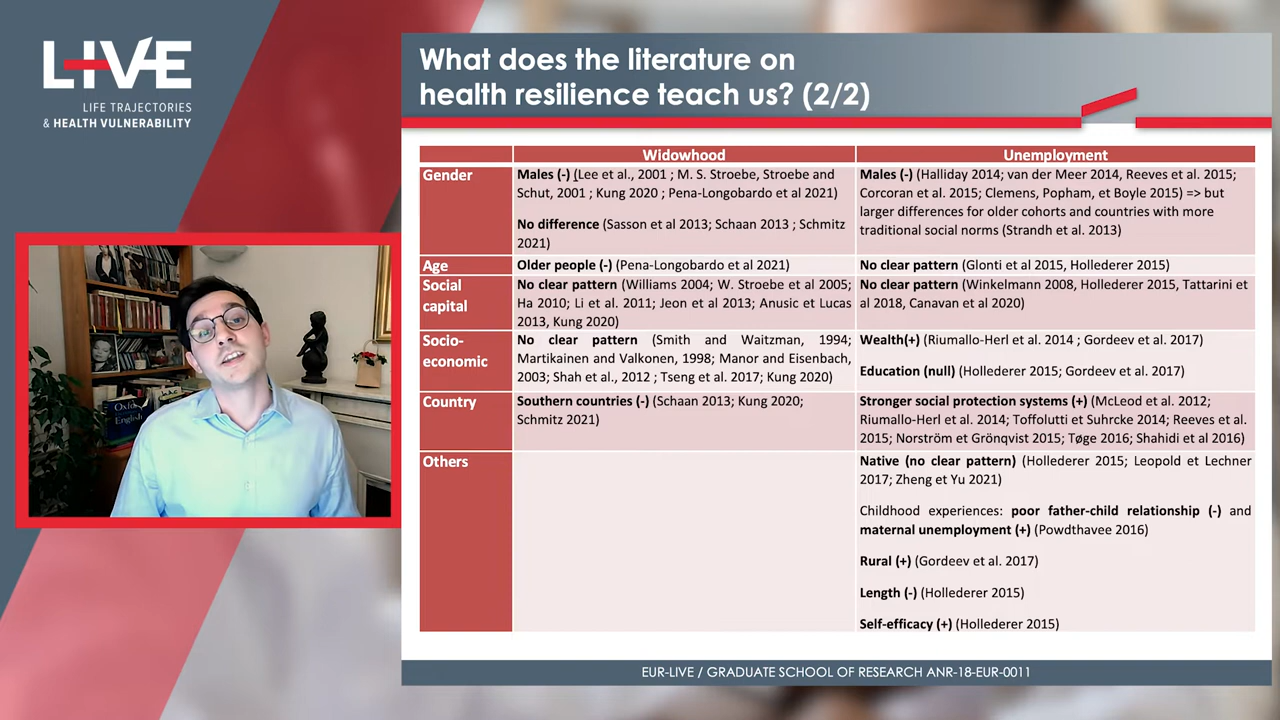 LIVE
LIFE TRAJECTORIES
& HEALTH VULNERABILITY
What does the literature on
health resilience teach us? (2/2)
Widowhood
Unemployment
Gender
Males (-) (Lee et al., 2001 ; M. S. Stroebe, Stroebe and
Schut, 2001 ; Kung 2020 ; Pena-Longobardo et al 2021)
No difference (Sasson et al 2013; Schaan 2013 ; Schmitz
2021)
Males (-) (Halliday 2014; van der Meer 2014, Reeves et al. 2015;
Corcoran et al. 2015; Clemens, Popham, et Boyle 2015) => but
larger differences for older cohorts and countries with more
traditional social norms (Strandh et al. 2013)
Age
Older people (-) (Pena-Longobardo et al 2021)
No clear pattern (Glonti et al 2015, Hollederer 2015)
Social
capital
No clear pattern (Williams 2004; W. Stroebe et al 2005;
Ha 2010; Li et al. 2011; Jeon et al 2013; Anusic et Lucas
2013, Kung 2020)
No clear pattern (Winkelmann 2008, Hollederer 2015, Tattarini et
al 2018, Canavan et al 2020)
Socio-
economic
No clear pattern (Smith and Waitzman, 1994;
Martikainen and Valkonen, 1998; Manor and Eisenbach,
2003; Shah et al., 2012 ; Tseng et al. 2017; Kung 2020)
Wealth(+) (Riumallo-Herl et al. 2014 ; Gordeev et al. 2017)
Education (null) (Hollederer 2015; Gordeev et al. 2017)
Country
Southern countries (-) (Schaan 2013; Kung 2020;
Schmitz 2021)
Stronger social protection systems (+) (McLeod et al. 2012;
Riumallo-Herl et al. 2014; Toffolutti et Suhrcke 2014; Reeves et al.
2015; Norström et Grönqvist 2015; Tøge 2016; Shahidi et al 2016)
Others
Native (no clear pattern) (Hollederer 2015; Leopold et Lechner
2017; Zheng et Yu 2021)
Childhood experiences: poor father-child relationship (-) and
maternal unemployment (+) (Powdthavee 2016)
Rural (+) (Gordeev et al. 2017)
Length (-) (Hollederer 2015)
Self-efficacy (+) (Hollederer 2015)
Oxford
English
EUR-LIVE / GRADUATE SCHOOL OF RESEARCH ANR-18-EUR-0011